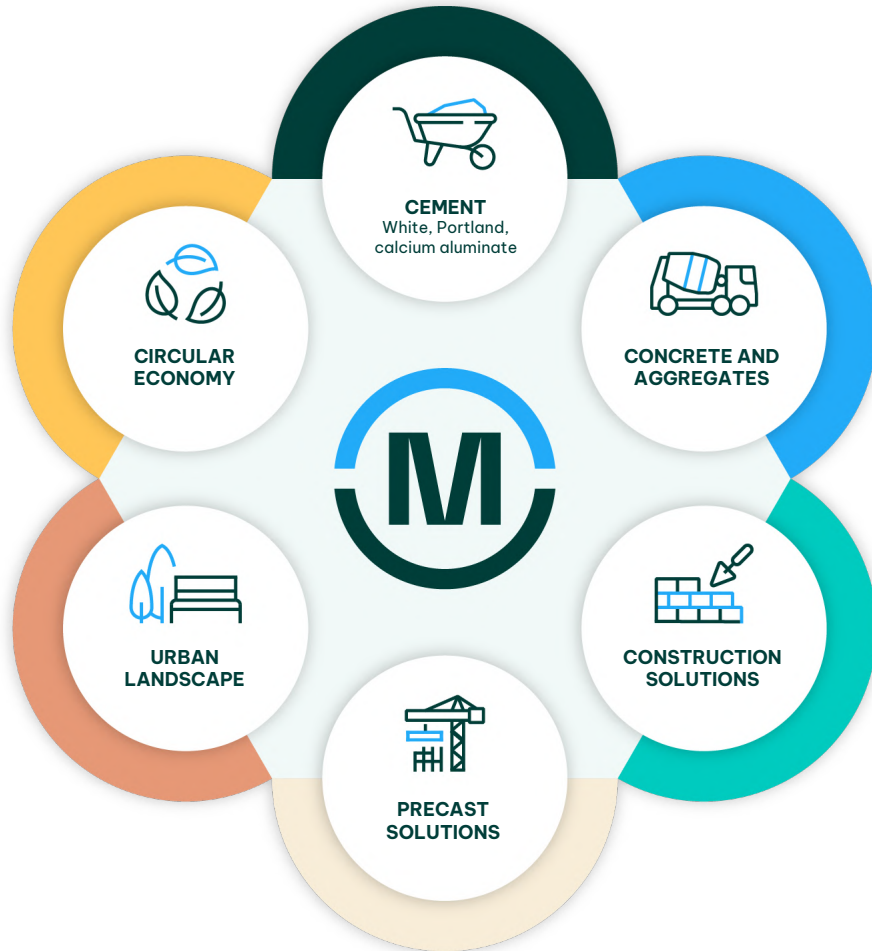 CEMENT
White, Portland,
calcium aluminate
CIRCULAR
ECONOMY
CONCRETE AND
AGGREGATES
M
URBAN
LANDSCAPE
CONSTRUCTION
SOLUTIONS
PRECAST
SOLUTIONS